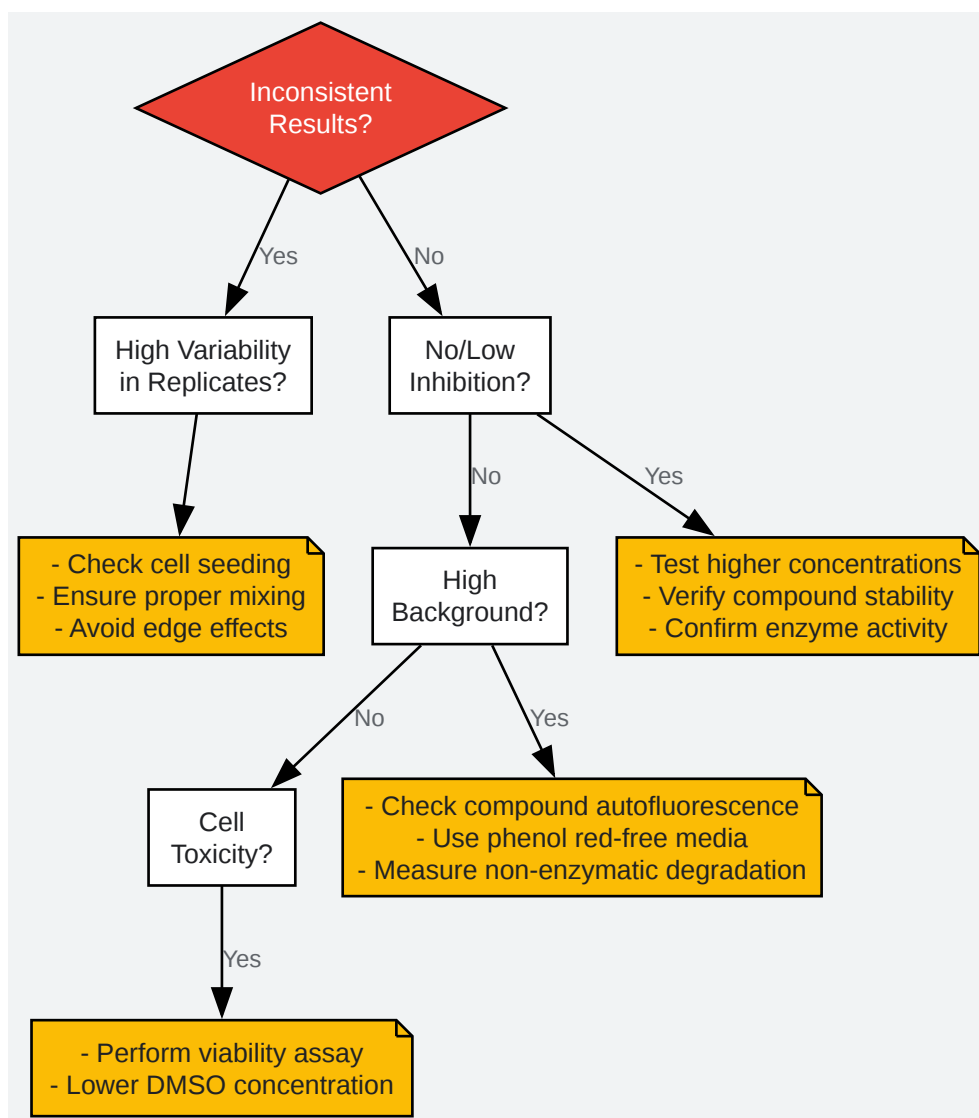 Inconsistent
Results?
Yes
No
High Variability
in Replicates?
No/Low
Inhibition?
No
Yes
- Check cell seeding
- Ensure proper mixing
- Avoid edge effects
High
Background?
- Test higher concentrations
- Verify compound stability
- Confirm enzyme activity
No
Yes
Cell
Toxicity?
- Check compound autofluorescence
- Use phenol red-free media
- Measure non-enzymatic degradation
Yes
- Perform viability assay
- Lower DMSO concentration